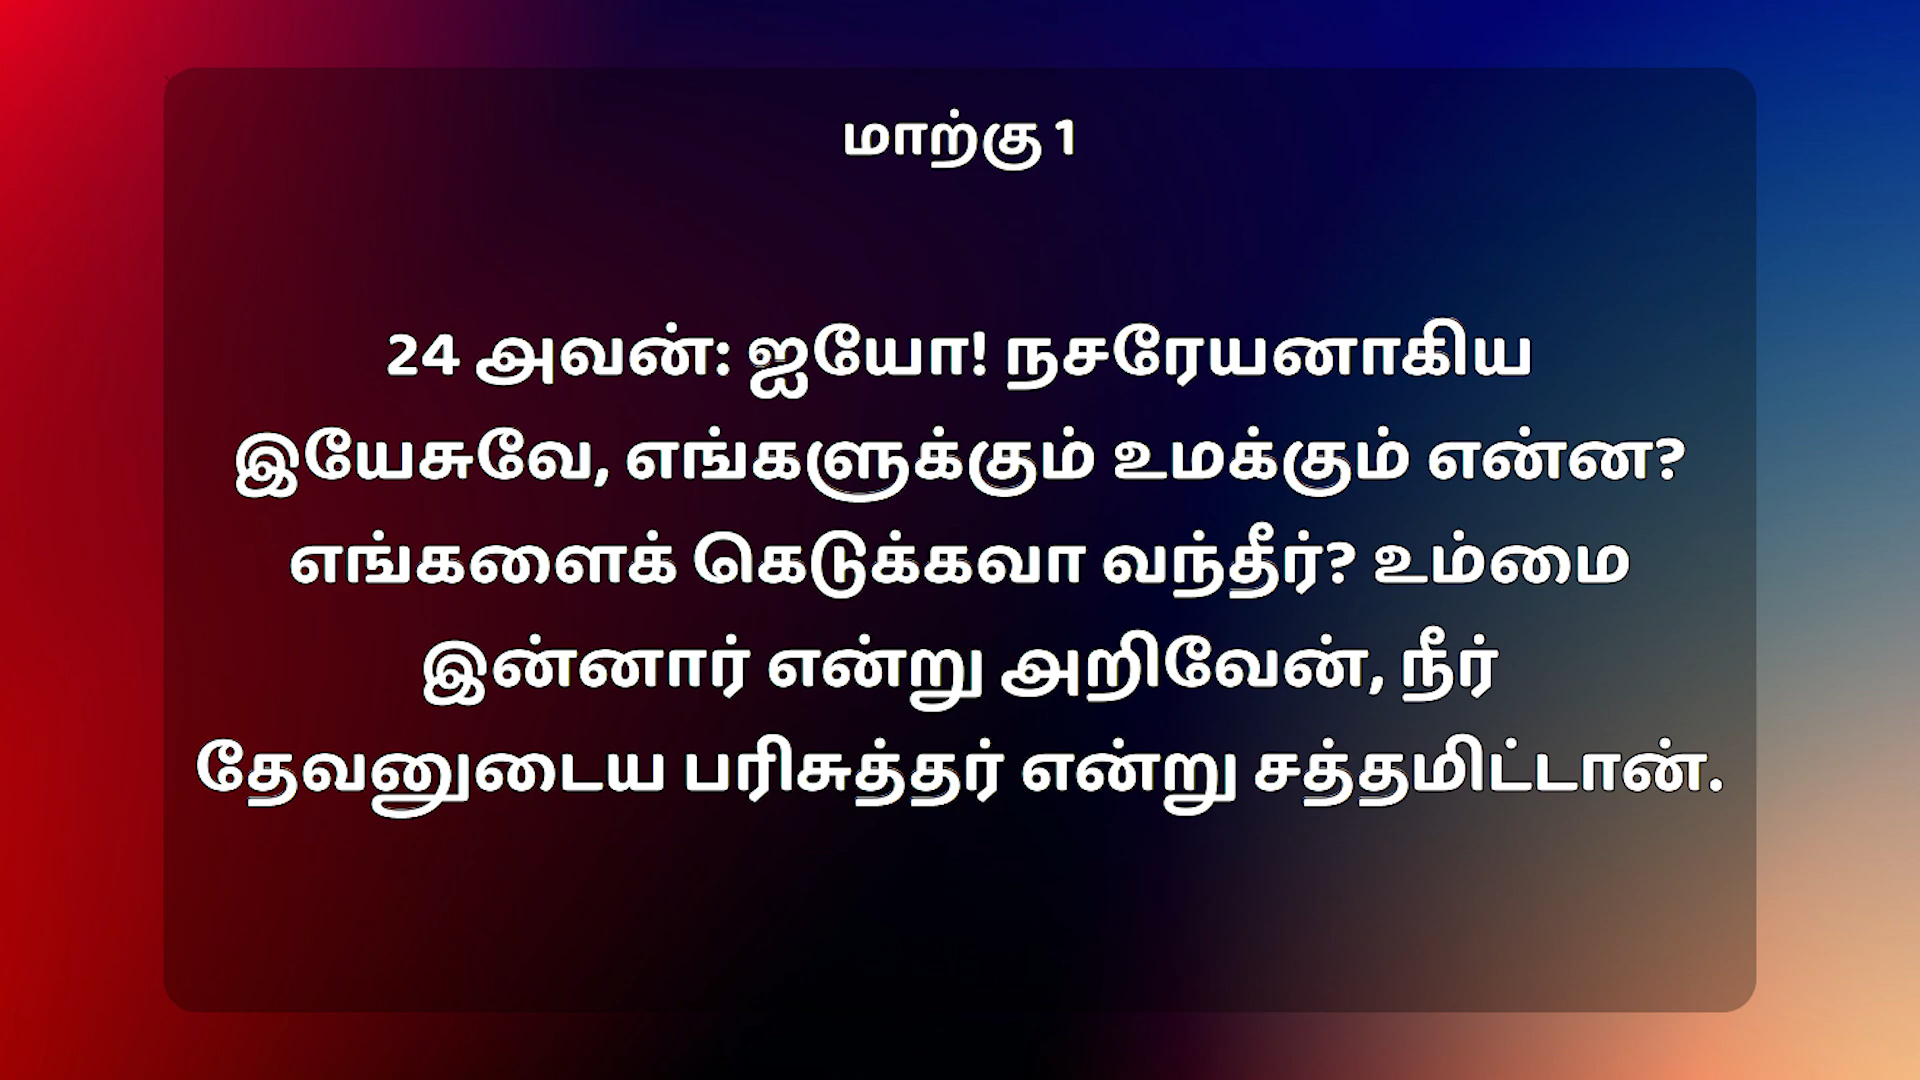 மாற்கு 1
24 அவன்: ஐயோ! நசரேயனாகிய
இயேசுவே, எங்களுக்கும் உமக்கும் என்ன?
எங்களைக் கெடுக்கவா வந்தீர்? உம்மை
இன்னார் என்று அறிவேன், நீர்
தேவனுடைய பரிசுத்தர் என்று சத்தமிட்டான்.